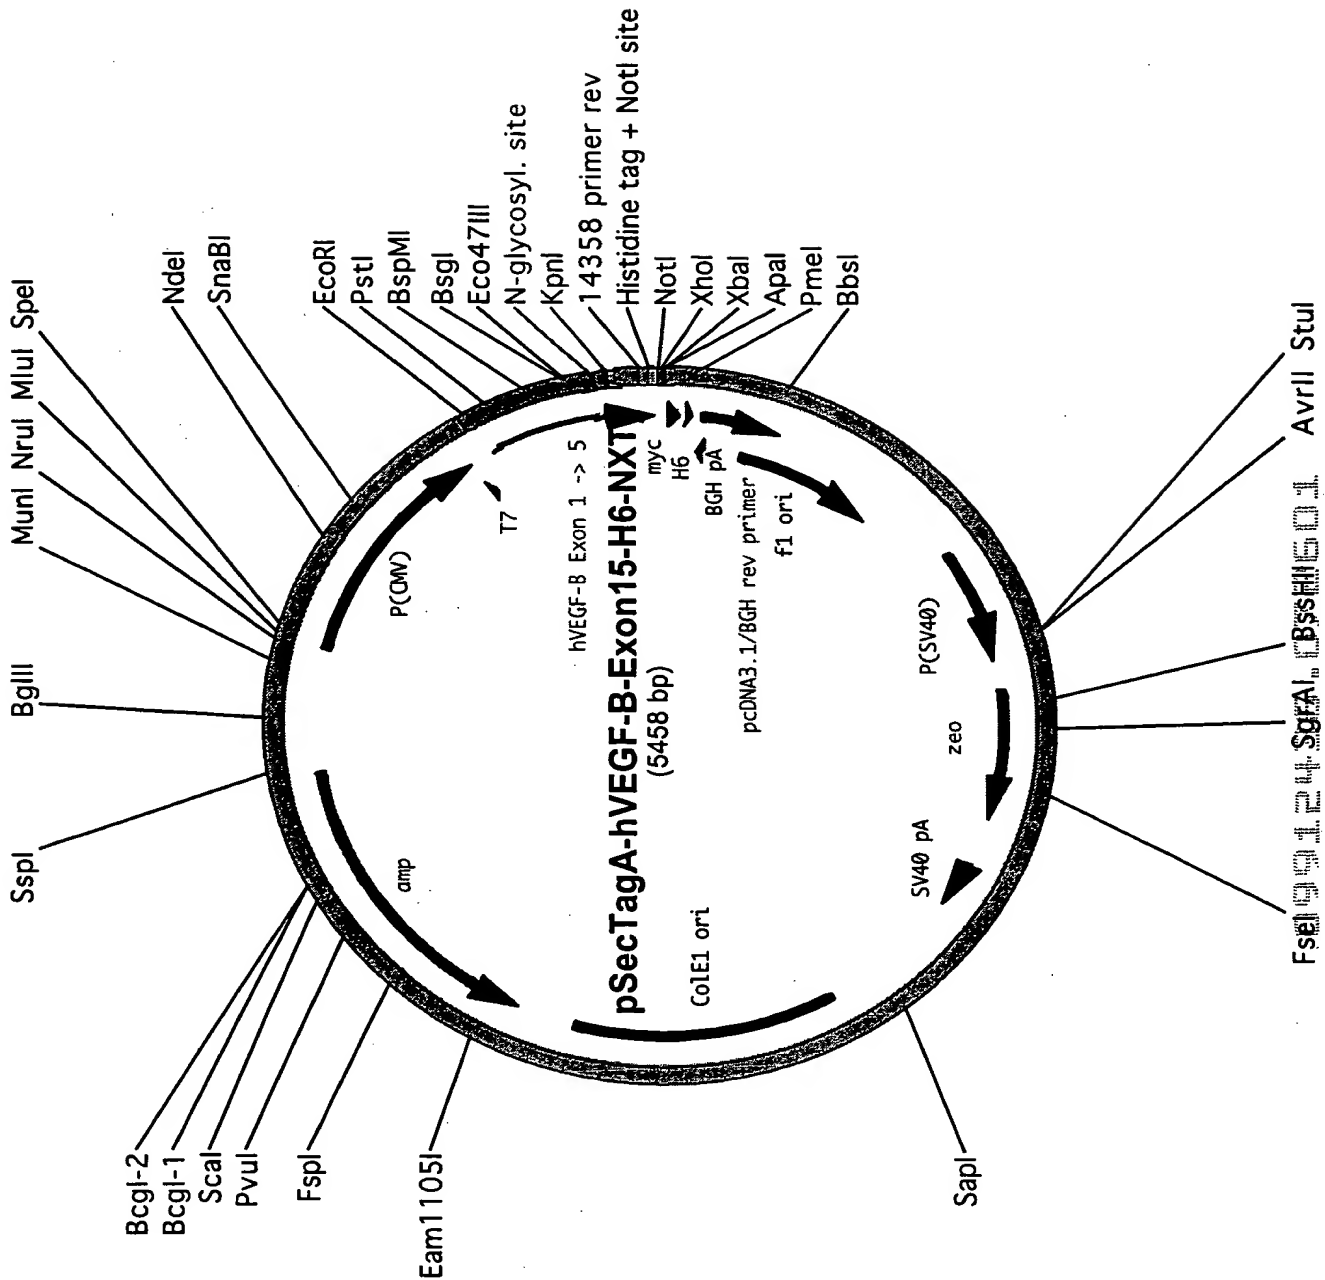 SspI
BglII
MunI
NruI
MluI
SpeI
NdeI
SnaBI
EcoRI
PstI
BspMI
BsgI
Eco47III
N-glycosyl. site
KpnI
14358 primer rev
Histidine tag + NotI site
NotI
XhoI
XbaI
ApaI
PmeI
BbsI
StuI
AvrII
BssHII
SgrAI
FseI
SapI
Eam1105I
FspI
PvuI
ScaI
BcgI-1
BcgI-2
P(CMV)
T7
hVEGF-B Exon 1 -> 5
myc
H6
BGH pA
pcDNA3.1/BGH rev primer
f1 ori
P(SV40)
zeo
SV40 pA
ColE1 ori
amp
pSecTagA-hVEGF-B-Exon15-H6-NXT
(5458 bp)